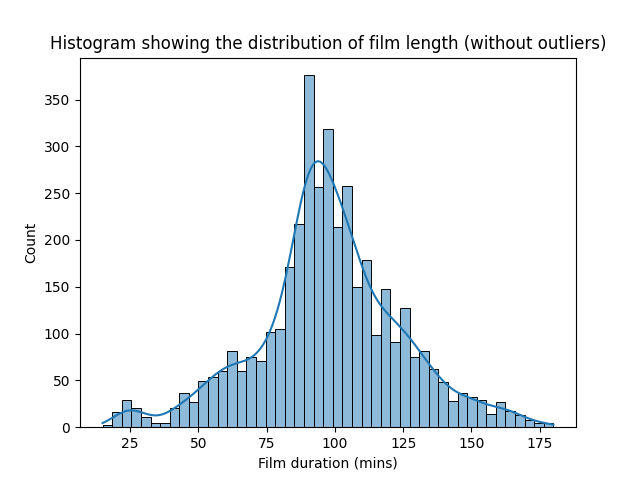 Histogram showing the distribution of film length (without outliers)
350
300
250
200
150
100
50
0
Count
25 50 75 100 125 150 175
Film duration (mins)